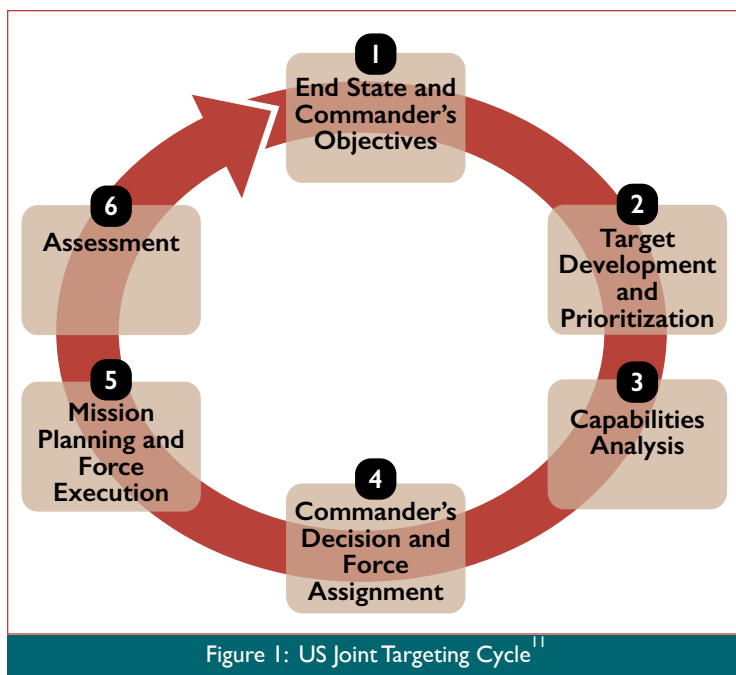 1
End State and
Commander's
Objectives
2
Target
Development
and
Prioritization
3
Capabilities
Analysis
4
Commander's
Decision and
Force
Assignment
5
Mission
Planning and
Force
Execution
6
Assessment
Figure 1: US Joint Targeting Cycle11